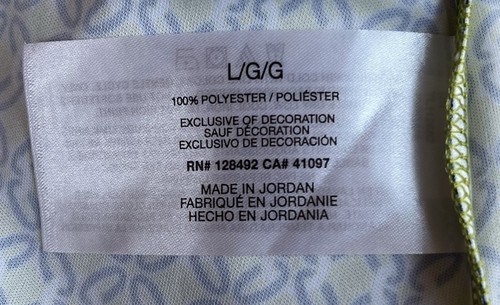 L/G/G
100% POLYESTER / POLIÉSTER
EXCLUSIVE OF DECORATION
SAUF DÉCORATION
EXCLUSIVO DE DECORACIÓN
RN# 128492 CA# 41097
MADE IN JORDAN
FABRIQUÉ EN JORDANIE
HECHO EN JORDANIA